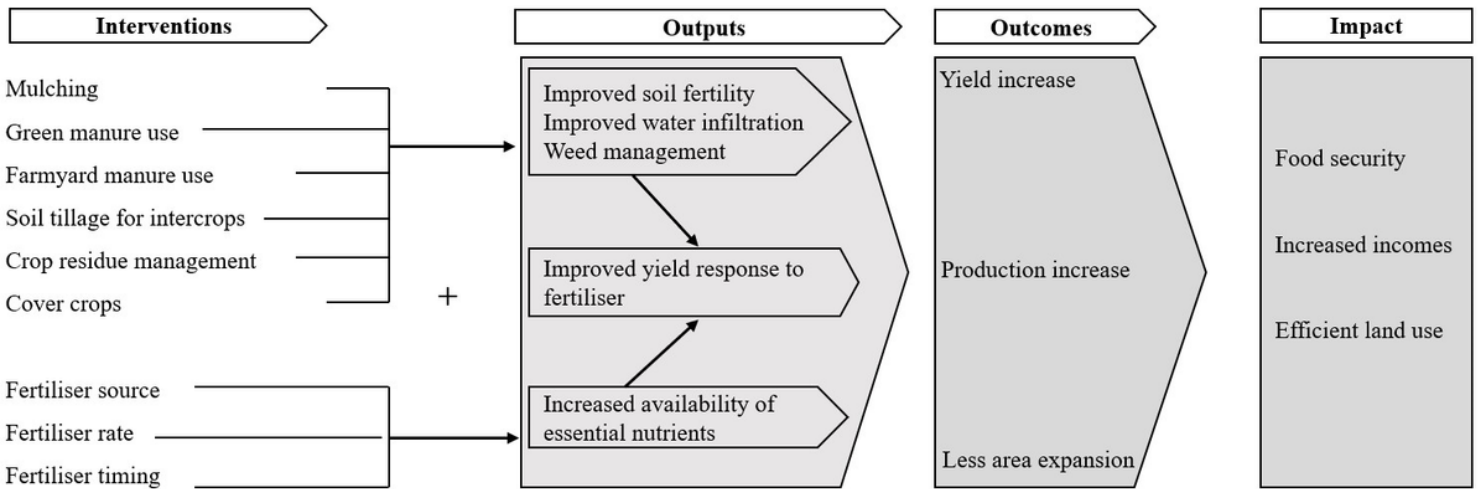 Interventions
Outputs
Outcomes
Impact
Mulching
Green manure use
Farmyard manure use
Soil tillage for intercrops
Crop residue management
Cover crops
+
Fertiliser source
Fertiliser rate
Fertiliser timing
Improved soil fertility
Improved water infiltration
Weed management
Improved yield response to
fertiliser
Increased availability of
essential nutrients
Yield increase
Production increase
Less area expansion
Food security
Increased incomes
Efficient land use